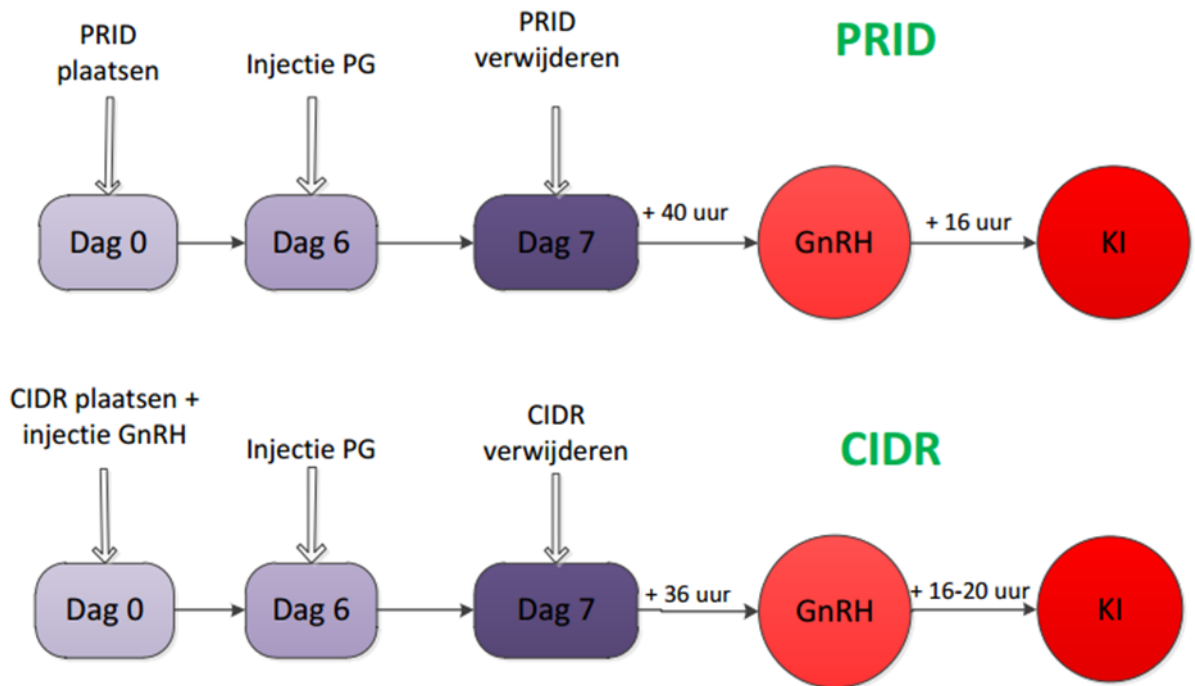 PRID
plaatsen
Injectie PG
PRID
verwijderen
PRID
Dag 0
Dag 6
Dag 7
+ 40 uur
GnRH
+ 16 uur
KI
CIDR plaatsen +
injectie GnRH
Injectie PG
CIDR
verwijderen
CIDR
Dag 0
Dag 6
Dag 7
+ 36 uur
GnRH
+ 16-20 uur
KI